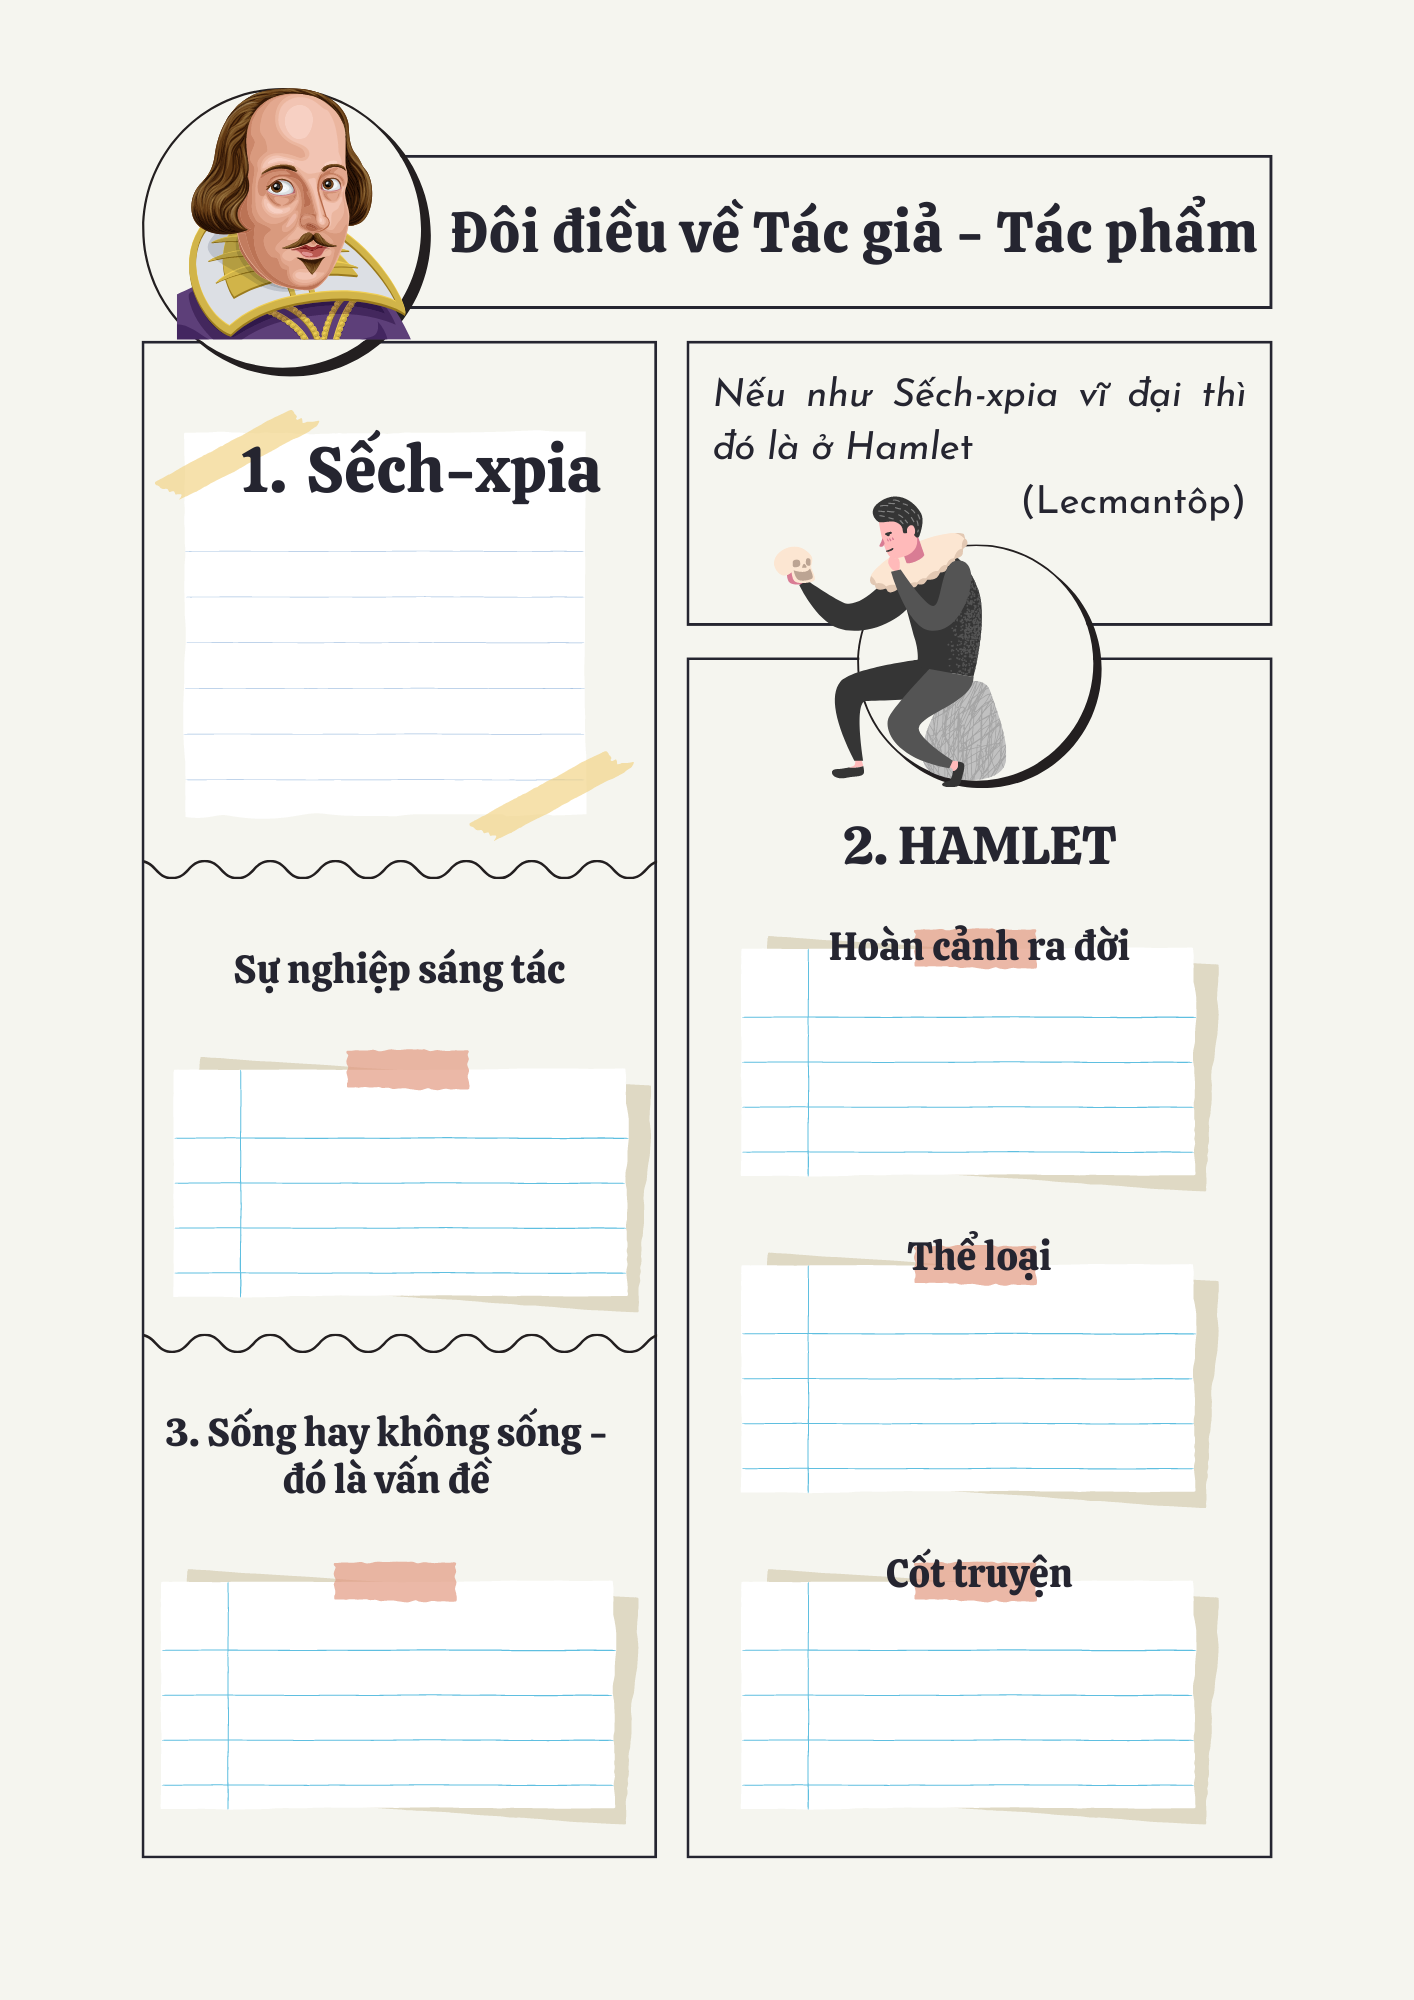 Đôi điều về Tác giả - Tác phẩm
1. Sếch-xpia
Sự nghiệp sáng tác
3. Sống hay không sống -
đó là vấn đề
Nếu như Sếch-xpia vĩ đại thì
đó là ở Hamlet
(Lecmantôp)
2. HAMLET
Hoàn cảnh ra đời
Thể loại
Cốt truyện